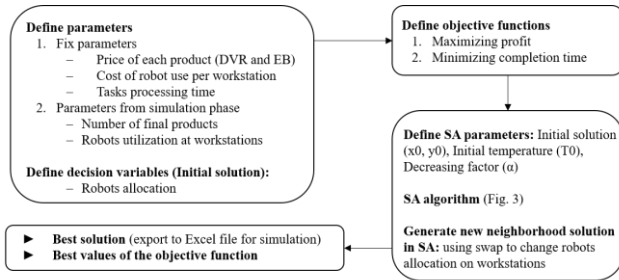 Define parameters
1. Fix parameters
– Price of each product (DVR and EB)
– Cost of robot use per workstation
– Tasks processing time
2. Parameters from simulation phase
– Number of final products
– Robots utilization at workstations
Define decision variables (Initial solution):
– Robots allocation
Define objective functions
1. Maximizing profit
2. Minimizing completion time
Define SA parameters: Initial solution
(x0, y0), Initial temperature (T0),
Decreasing factor (α)
SA algorithm (Fig. 3)
Generate new neighborhood solution
in SA: using swap to change robots
allocation on workstations
► Best solution (export to Excel file for simulation)
► Best values of the objective function